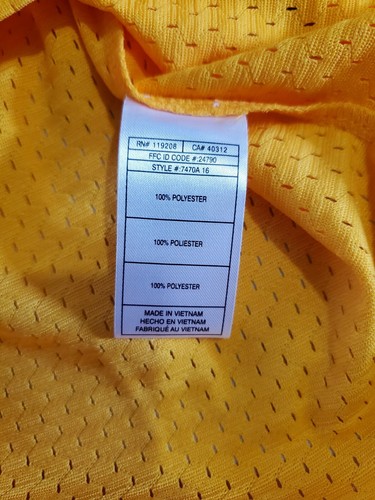 RN# 119208 CA# 40312
FFC ID CODE #:24790
STYLE #:7470A 16
100% POLYESTER
100% POLIESTER
100% POLYESTER
MADE IN VIETNAM
HECHO EN VIETNAM
FABRIQUÉ AU VIETNAM